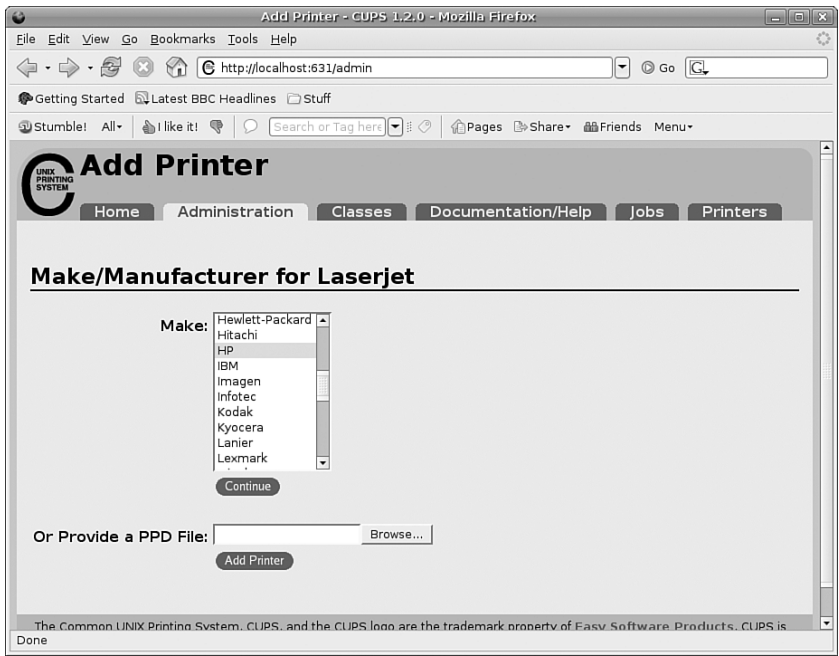 Add Printer - CUPS 1.2.0 - Mozilla Firefox
File Edit View Go Bookmarks Tools Help
http://localhost:631/admin Go G
Getting Started Latest BBC Headlines Stuff
Stumble! All I like it! Search or Tag here Pages Share Friends Menu
UNIX PRINTING SYSTEM
Add Printer
Home Administration Classes Documentation/Help Jobs Printers
Make/Manufacturer for Laserjet
Make:
Hewlett-Packard
Hitachi
HP
IBM
Imagen
Infotec
Kodak
Kyocera
Lanier
Lexmark
Continue
Or Provide a PPD File: Browse...
Add Printer
The Common UNIX Printing System, CUPS, and the CUPS logo are the trademark property of Easy Software Products. CUPS is
Done